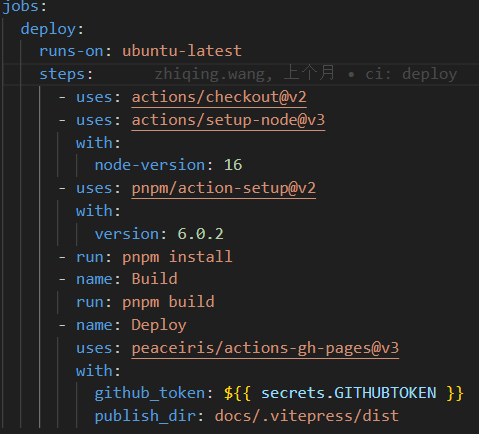 jobs:
  deploy:
    runs-on: ubuntu-latest
    steps:      zhiqing.wang, 上个月 • ci: deploy
      - uses: actions/checkout@v2
      - uses: actions/setup-node@v3
        with:
          node-version: 16
      - uses: pnpm/action-setup@v2
        with:
          version: 6.0.2
      - run: pnpm install
      - name: Build
        run: pnpm build
      - name: Deploy
        uses: peaceiris/actions-gh-pages@v3
        with:
          github_token: ${{ secrets.GITHUBTOKEN }}
          publish_dir: docs/.vitepress/dist